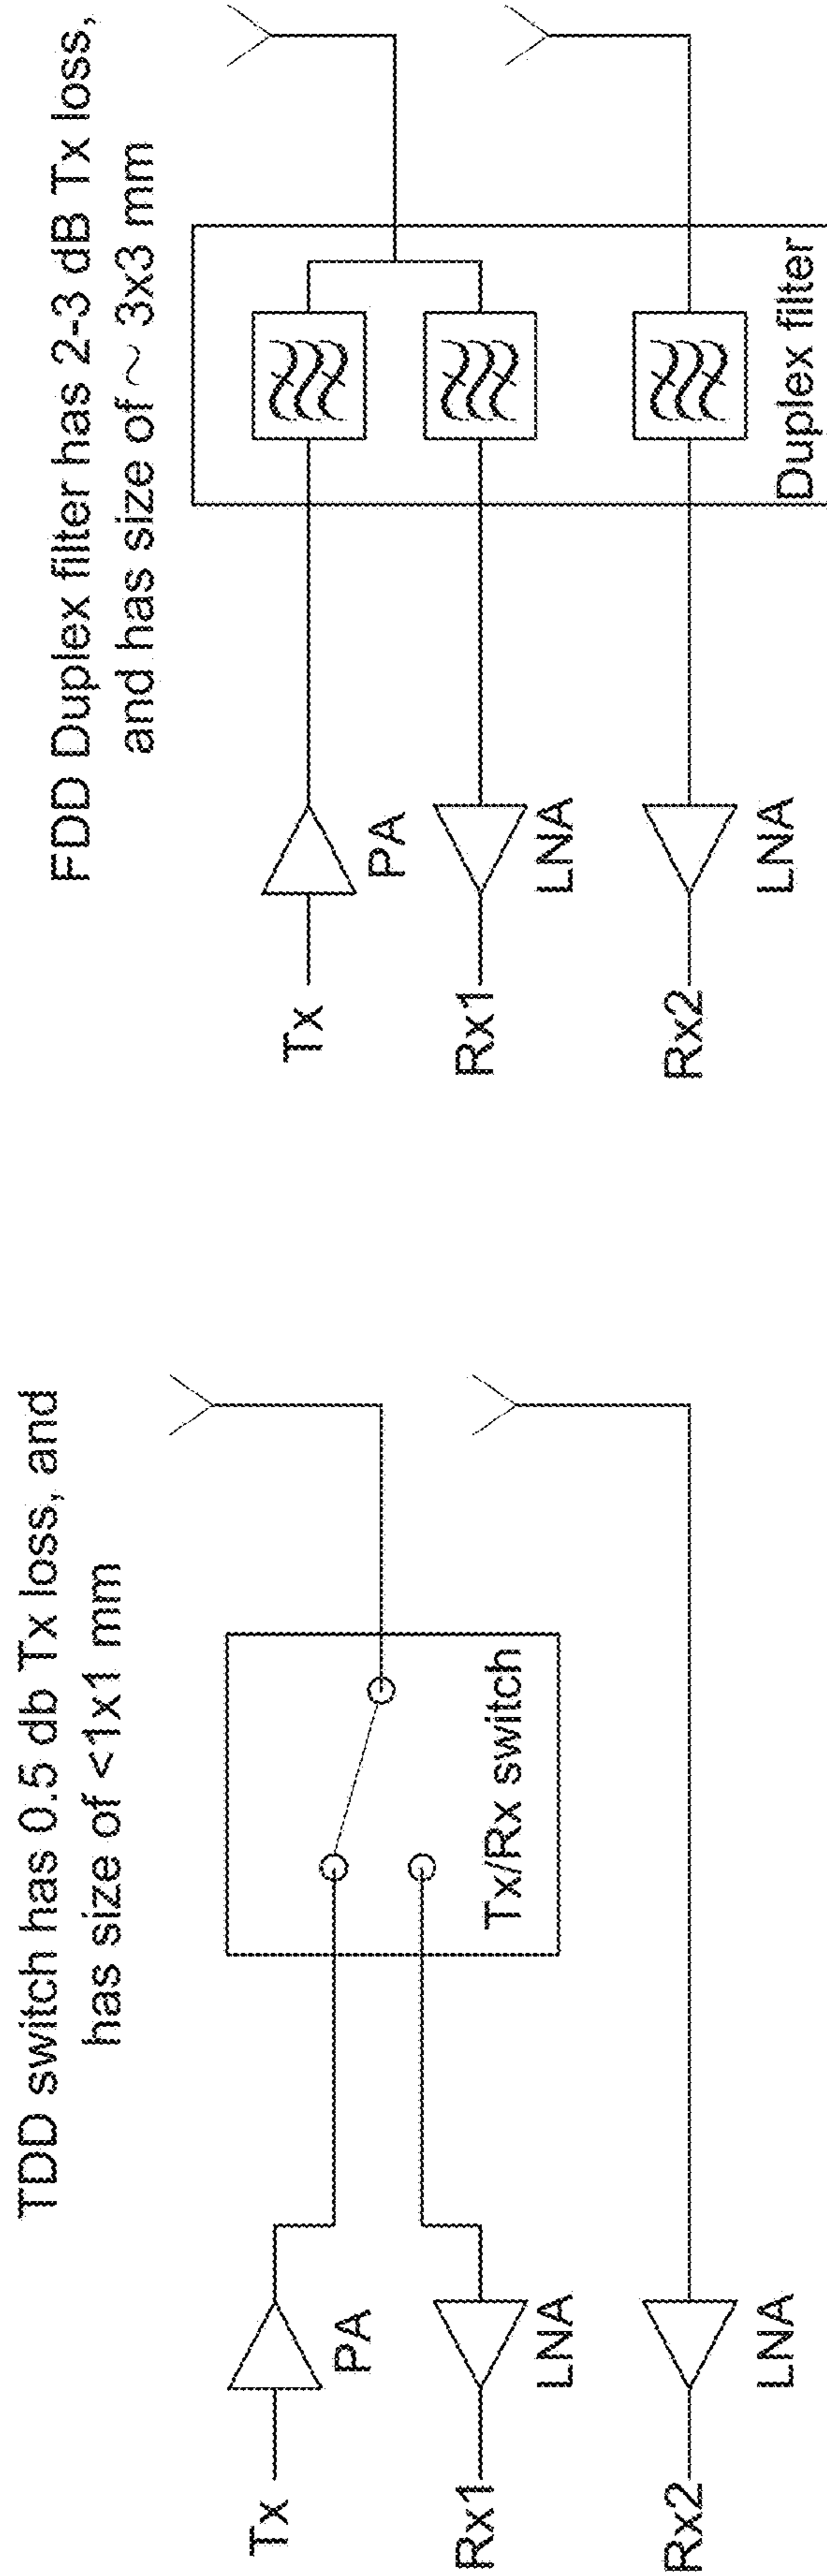 TDD switch has 0.5 db Tx loss, and
has size of <1x1 mm
Tx
PA
Rx1
LNA
Tx/Rx switch
Rx2
LNA
FDD Duplex filter has 2-3 dB Tx loss,
and has size of ~ 3x3 mm
Tx
PA
Rx1
LNA
Rx2
LNA
Duplex filter